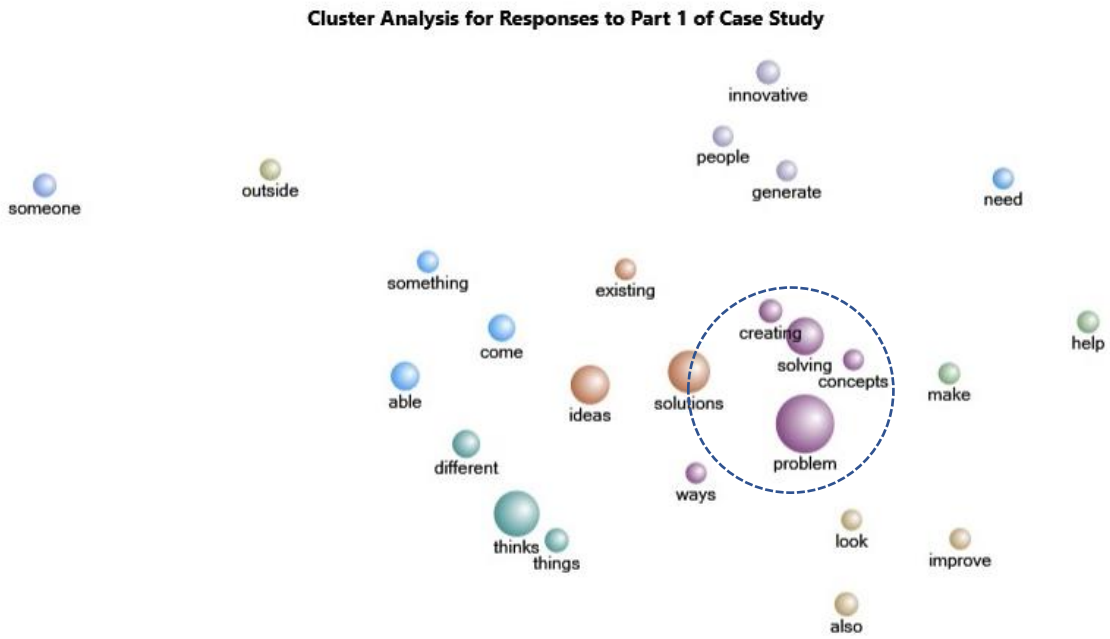 Cluster Analysis for Responses to Part 1 of Case Study
innovative
people
generate
outside
someone
need
something
existing
creating
help
come
solving
concepts
able
ideas
solutions
make
different
problem
ways
thinks
things
look
improve
also